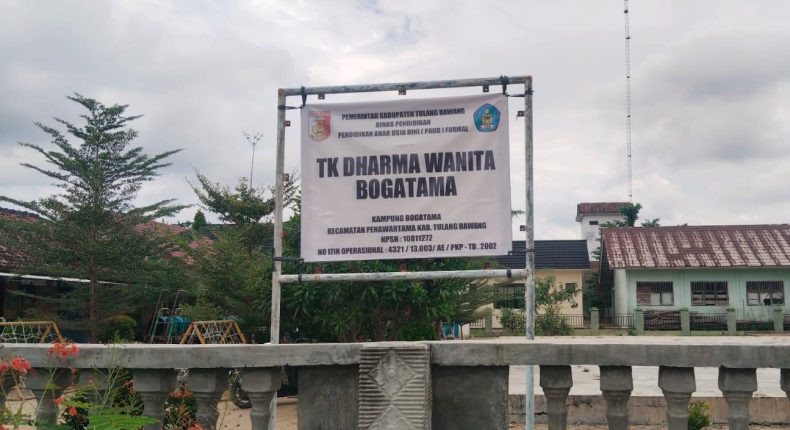 PEMERINTAH KABUPATEN TULANG BAWANG
DINAS PENDIDIKAN
PENDIDIKAN ANAK USIA DINI ( PAUD ) FORMAL
TK DHARMA WANITA
BOGATAMA
KAMPUNG BOGATAMA
KECAMATAN PENAWARTAMA KAB. TULANG BAWANG
NPSN : 10811272
NO IZIN OPERASIONAL : 4321 / 13.003/ AE / PKP - TB . 2002